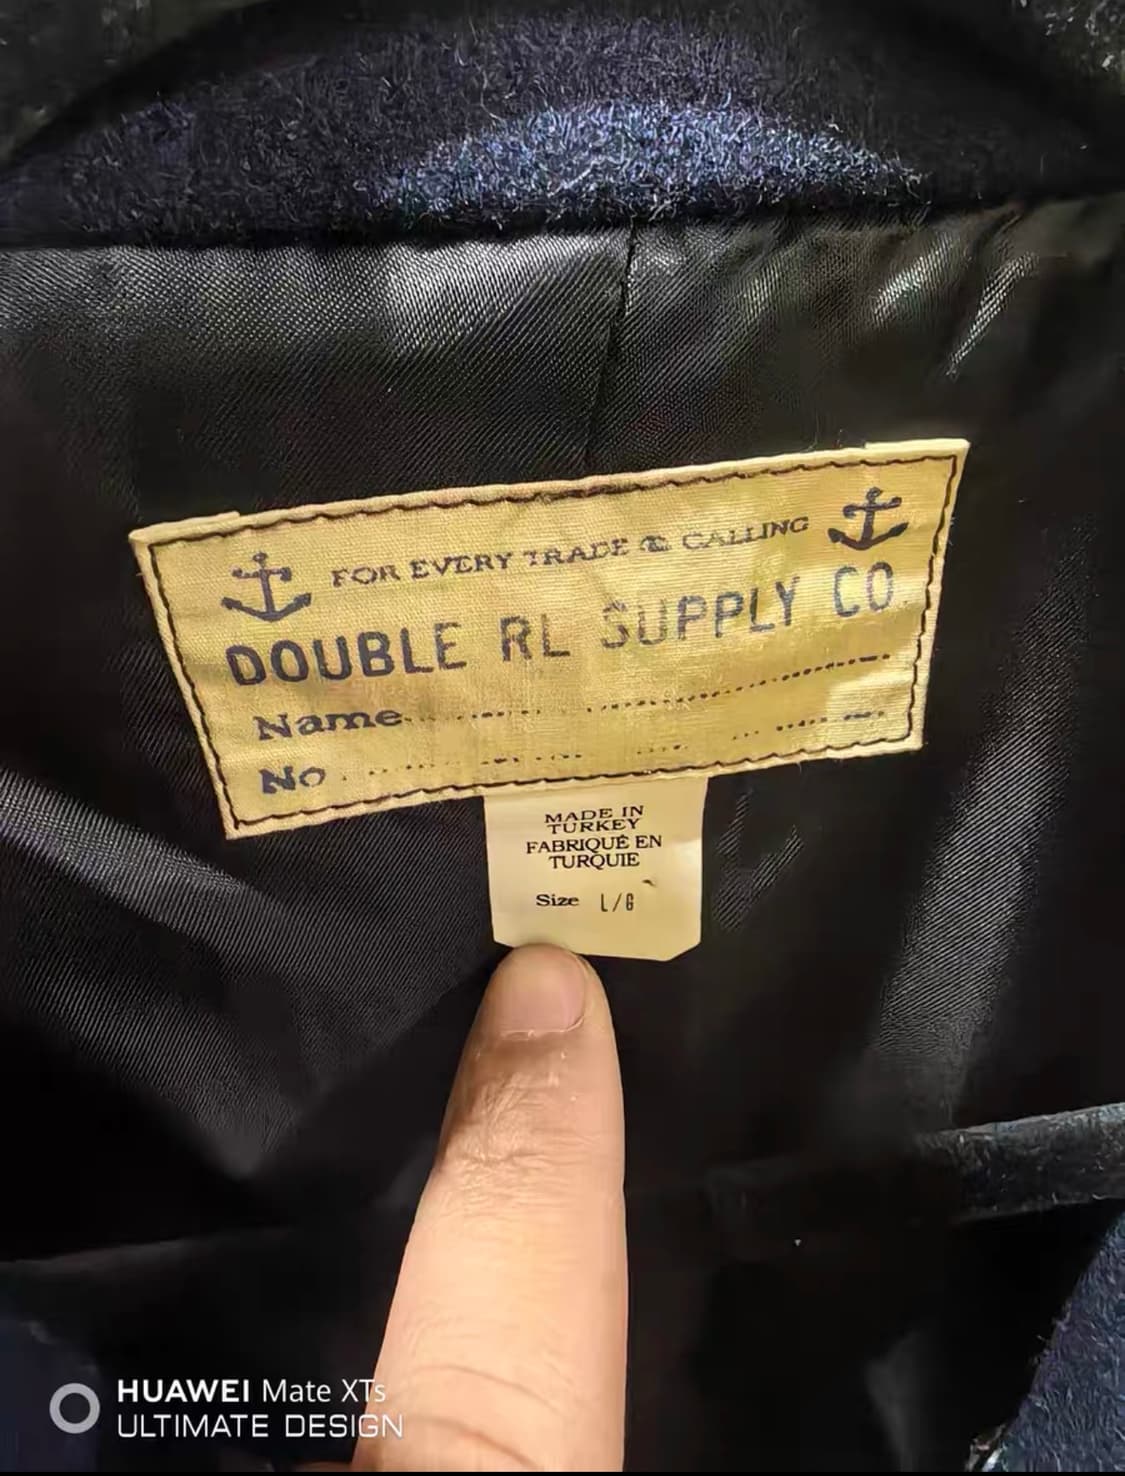 FOR EVERY TRADE & CALLING
DOUBLE RL SUPPLY CO
Name
No
MADE IN
TURKEY
FABRIQUÉ EN
TURQUIE
Size L/G
HUAWEI Mate XTs
ULTIMATE DESIGN